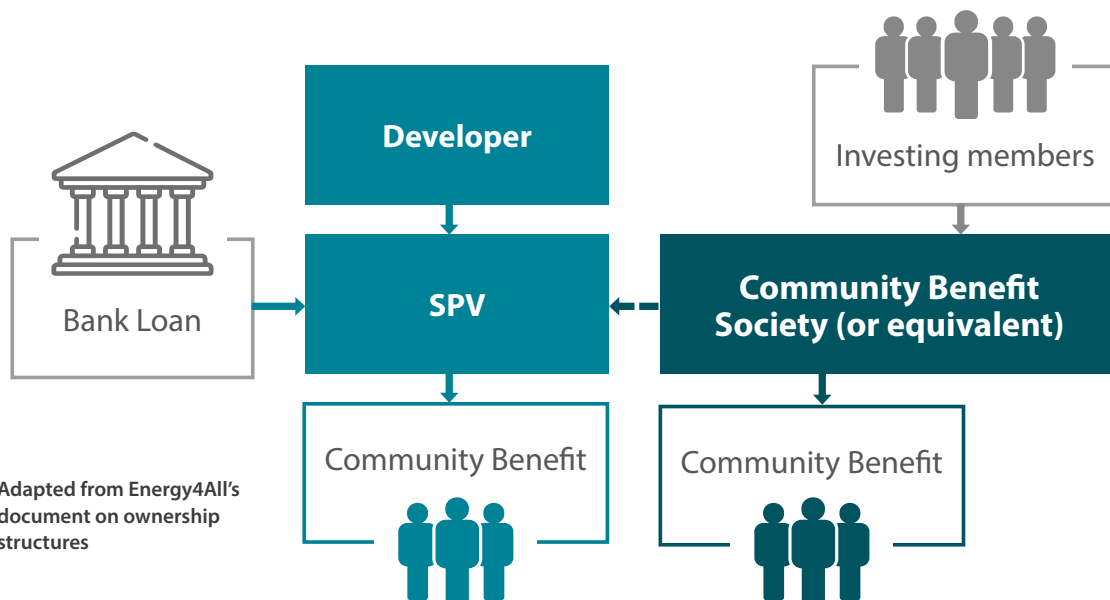 Developer
Investing members
Bank Loan
SPV
Community Benefit
Society (or equivalent)
Community Benefit
Community Benefit
Adapted from Energy4All’s
document on ownership
structures